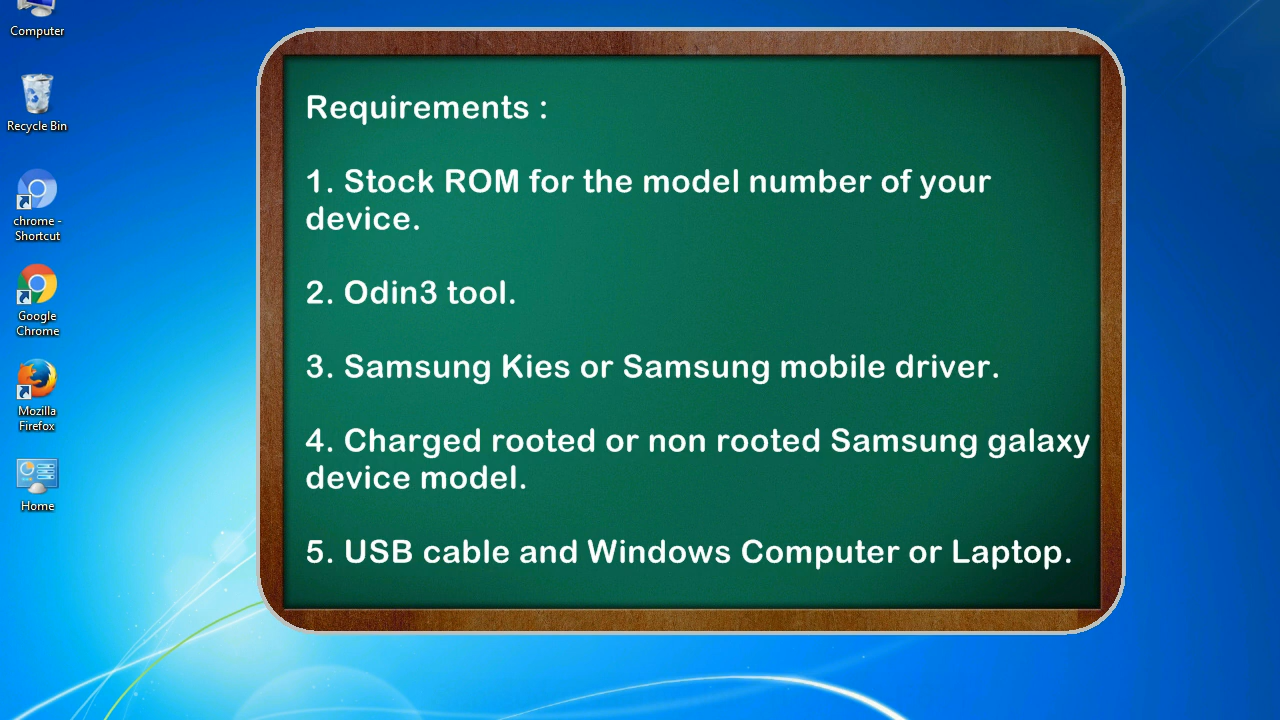 Computer
Recycle Bin
chrome -
Shortcut
Google
Chrome
Mozilla
Firefox
Home
Requirements :
1. Stock ROM for the model number of your
device.
2. Odin3 tool.
3. Samsung Kies or Samsung mobile driver.
4. Charged rooted or non rooted Samsung galaxy
device model.
5. USB cable and Windows Computer or Laptop.